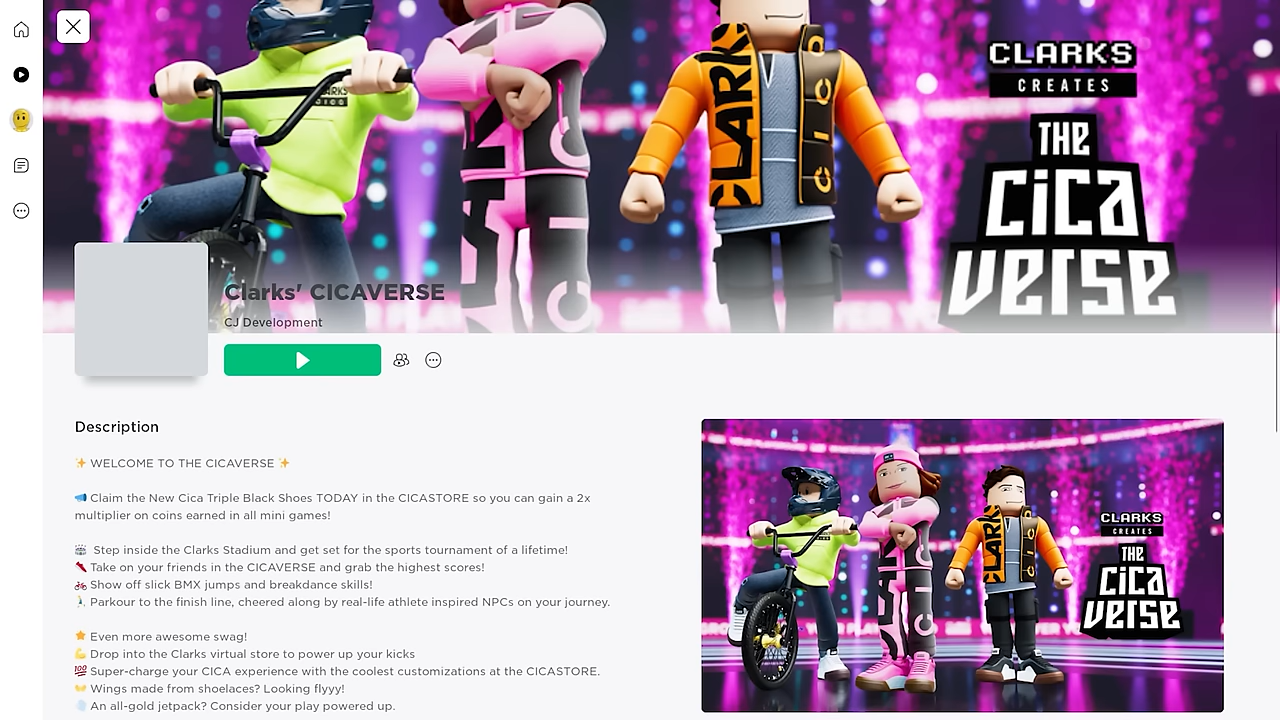 CLARKS
CREATES
THE
CICA
VERSE
CLARK
CICA
Clarks' CICAVERSE
CJ Development
Description
✨ WELCOME TO THE CICAVERSE ✨
📣 Claim the New Cica Triple Black Shoes TODAY in the CICASTORE so you can gain a 2x
multiplier on coins earned in all mini games!
🏟 Step inside the Clarks Stadium and get set for the sports tournament of a lifetime!
Take on your friends in the CICAVERSE and grab the highest scores!
Show off slick BMX jumps and breakdance skills!
Parkour to the finish line, cheered along by real-life athlete inspired NPCs on your journey.
Even more awesome swag!
Drop into the Clarks virtual store to power up your kicks
💯 Supercharge your CICA experience with the coolest customizations at the CICASTORE.
Wings made from shoelaces? Looking flyyy!
An all-gold jetpack? Consider your play powered up.
CLARKS
CREATES
THE
CICA
VERSE
CLARK